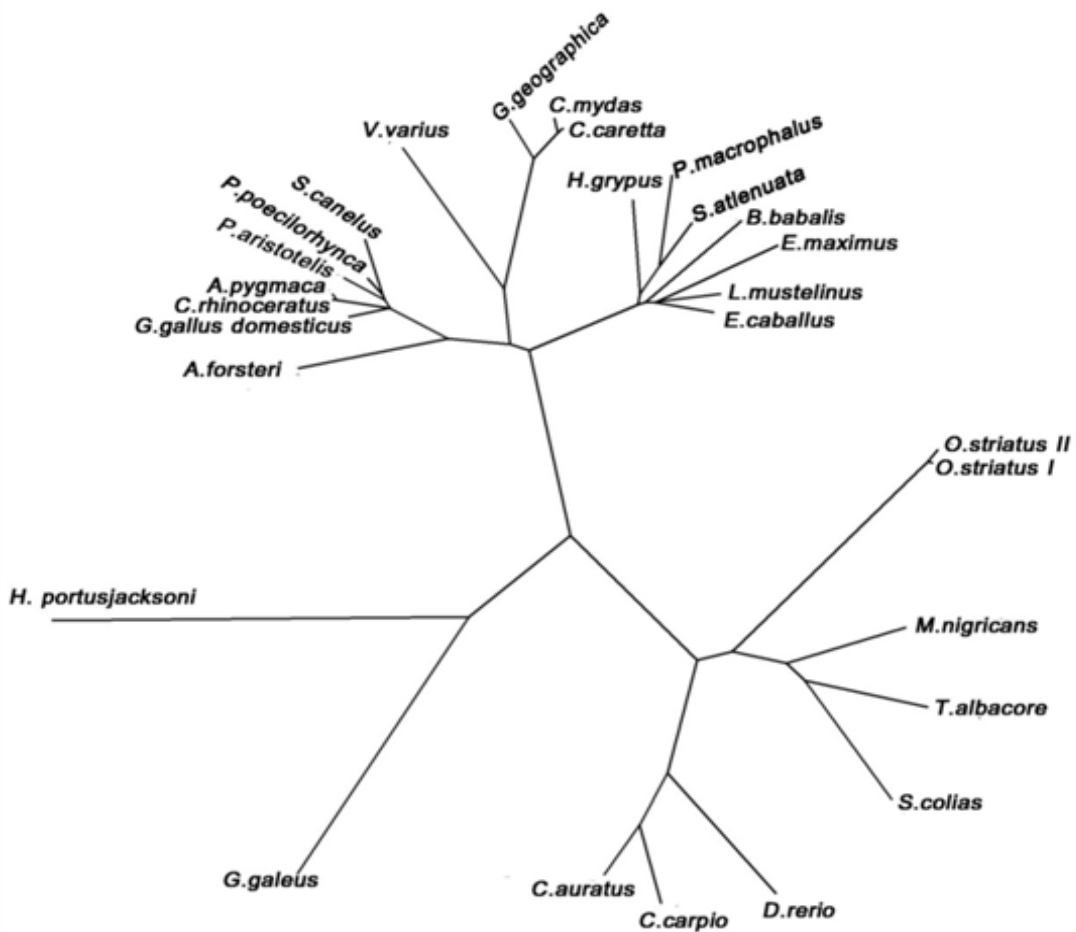 G.geographica
C.mydas
C.caretta
V.varius
P.macrophalus
H.grypus
S.atlenuata
B.babalis
E.maximus
L.mustelinus
E.caballus
S.canelus
P.poecilorhynca
P.aristotelis
A.pygmaca
C.rhinoceratus
G.gallus domesticus
A.forsteri
O.striatus II
O.striatus I
H. portusjacksoni
M.nigricans
T.albacore
S.colias
G.galeus
C.auratus
C.carpio
D.rerio